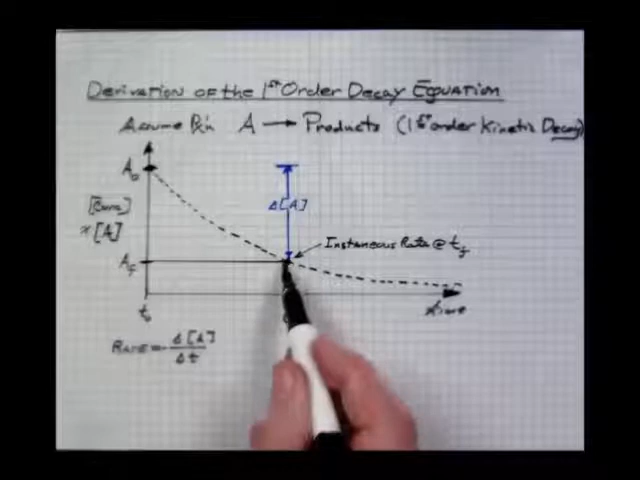 Derivation of the 1st Order Decay Equation
Assume Rx'n A → Products (1st order Kinetic Decay)
A₀
Δ[A]
[Conc]
x [A]
Instaneous Rate @ t𝒻
A𝒻
t₀
time
Rate = - Δ[A]/Δt